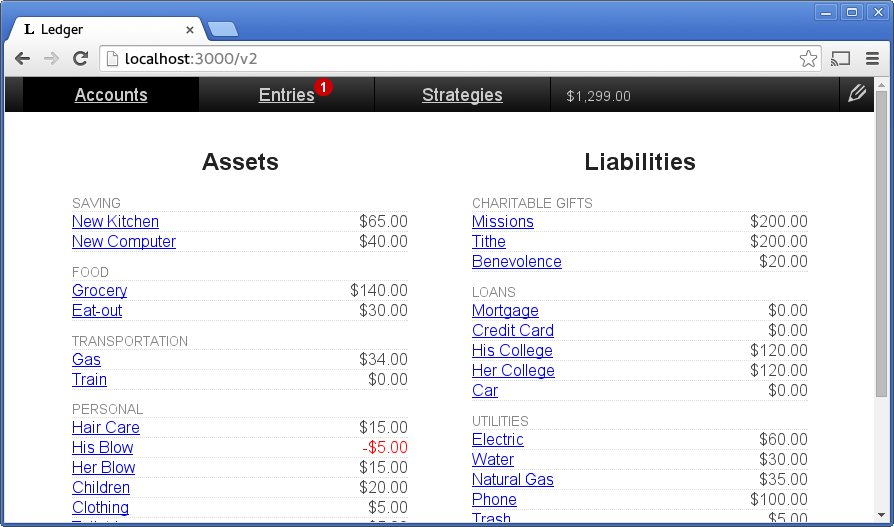 L Ledger
localhost:3000/v2
Accounts Entries 1 Strategies $1,299.00
Assets
SAVING
New Kitchen $65.00
New Computer $40.00
FOOD
Grocery $140.00
Eat-out $30.00
TRANSPORTATION
Gas $34.00
Train $0.00
PERSONAL
Hair Care $15.00
His Blow -$5.00
Her Blow $15.00
Children $20.00
Clothing $5.00
Liabilities
CHARITABLE GIFTS
Missions $200.00
Tithe $200.00
Benevolence $20.00
LOANS
Mortgage $0.00
Credit Card $0.00
His College $120.00
Her College $120.00
Car $0.00
UTILITIES
Electric $60.00
Water $30.00
Natural Gas $35.00
Phone $100.00
Trash $5.00